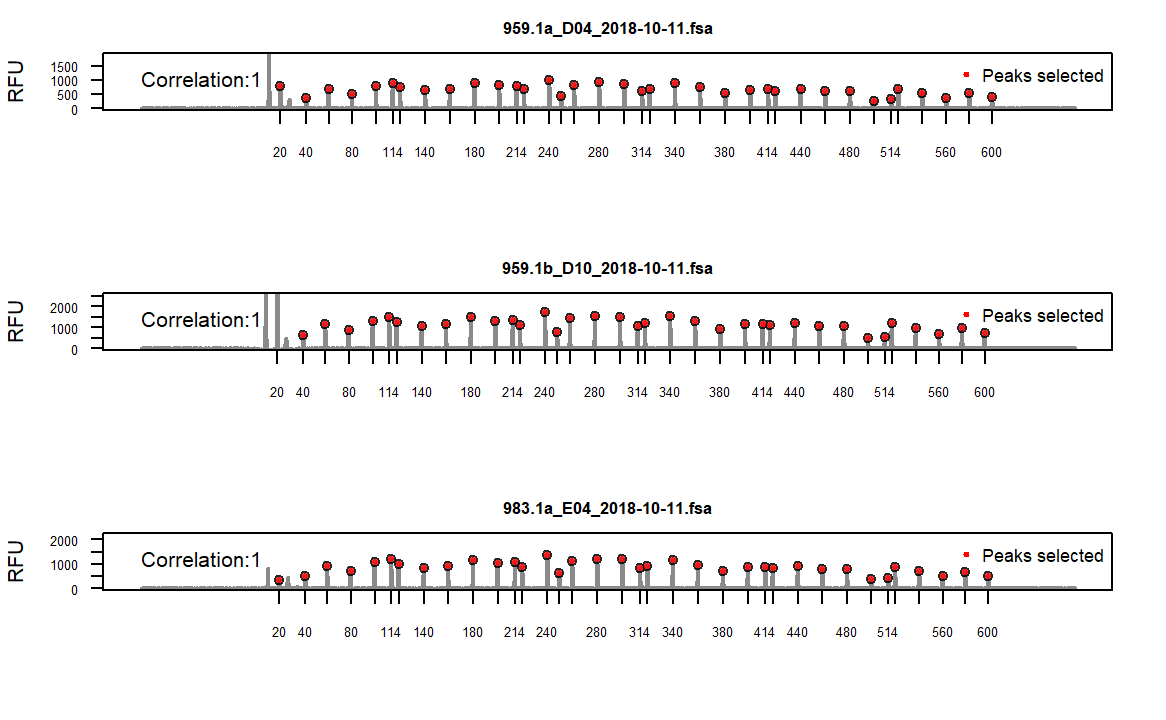 959.1a_D04_2018-10-11.fsa
RFU
1500
1000
500
0
Correlation:1
Peaks selected
20 40 80 114 140 180 214 240 280 314 340 380 414 440 480 514 560 600
959.1b_D10_2018-10-11.fsa
RFU
2000
1000
0
Correlation:1
Peaks selected
20 40 80 114 140 180 214 240 280 314 340 380 414 440 480 514 560 600
983.1a_E04_2018-10-11.fsa
RFU
2000
1000
0
Correlation:1
Peaks selected
20 40 80 114 140 180 214 240 280 314 340 380 414 440 480 514 560 600